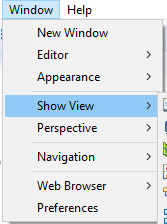 Window Help
New Window
Editor
Appearance
Show View
Perspective
Navigation
Web Browser
Preferences